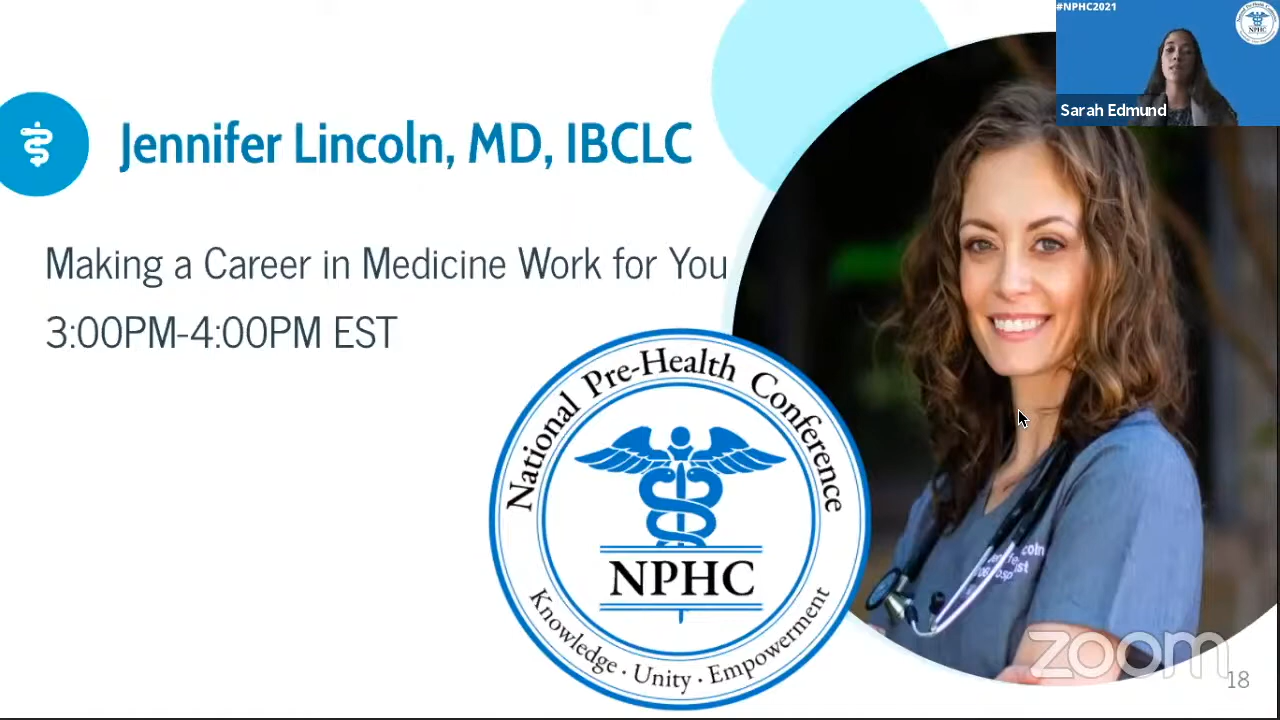 #NPHC2021
NPHC
Sarah Edmund
Jennifer Lincoln, MD, IBCLC
Making a Career in Medicine Work for You
3:00PM-4:00PM EST
National Pre-Health Conference
NPHC
Knowledge · Unity · Empowerment
zoom
18